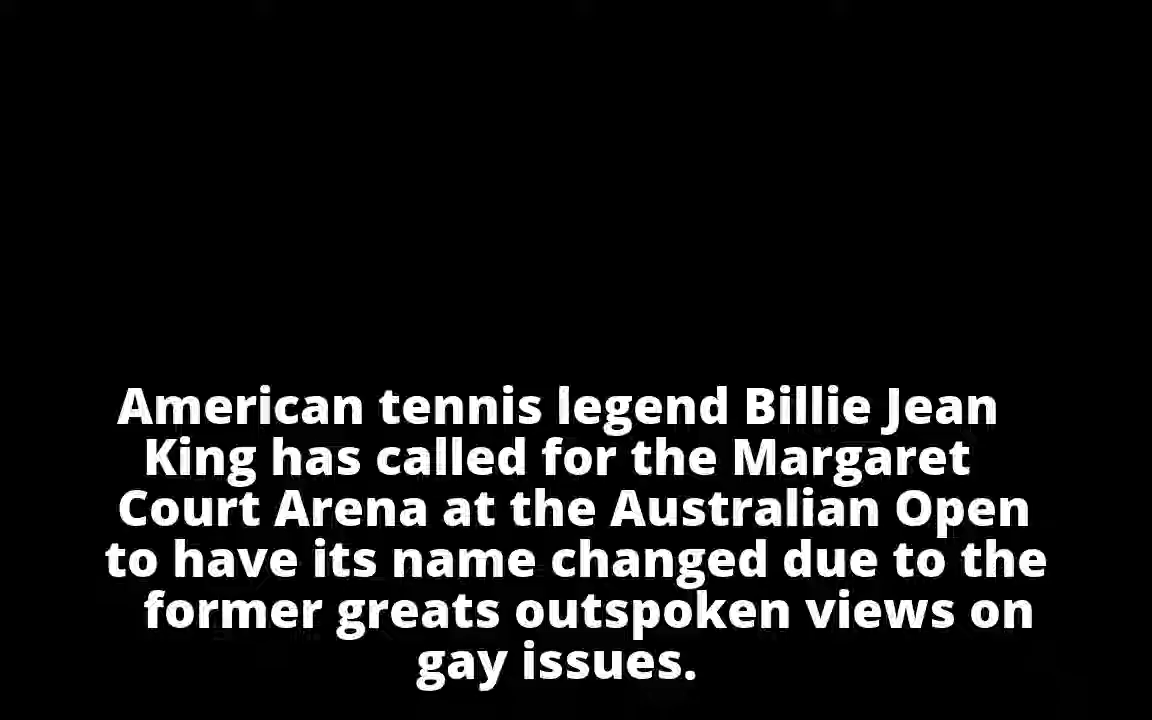 American tennis legend Billie Jean
King has called for the Margaret
Court Arena at the Australian Open
to have its name changed due to the
former greats outspoken views on
gay issues.